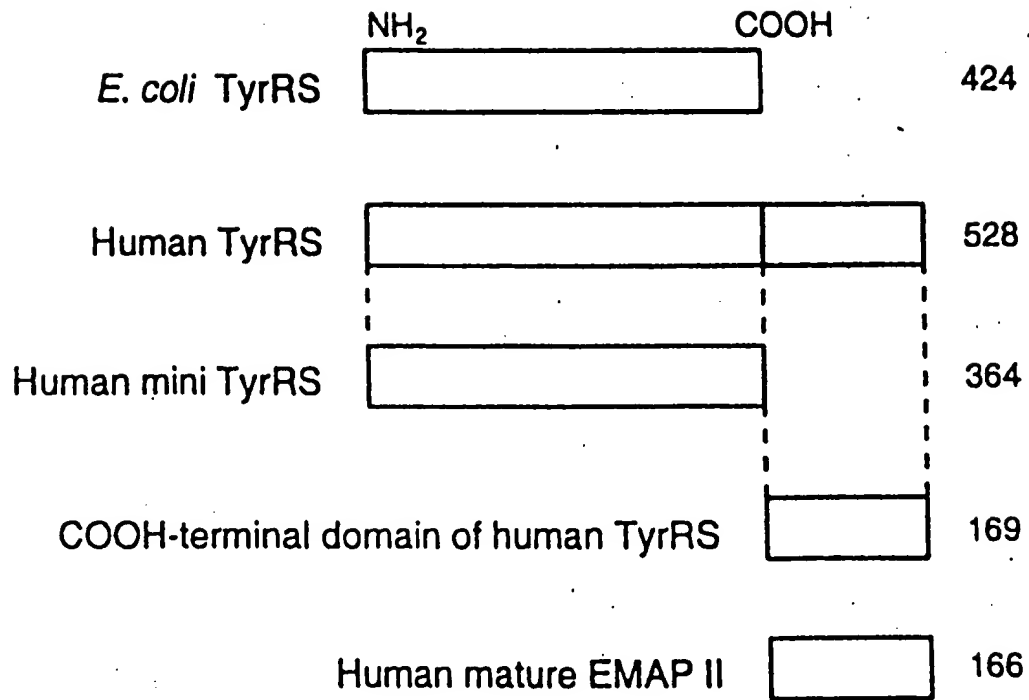 NH₂ COOH
E. coli TyrRS 424
Human TyrRS 528
Human mini TyrRS 364
COOH-terminal domain of human TyrRS 169
Human mature EMAP II 166